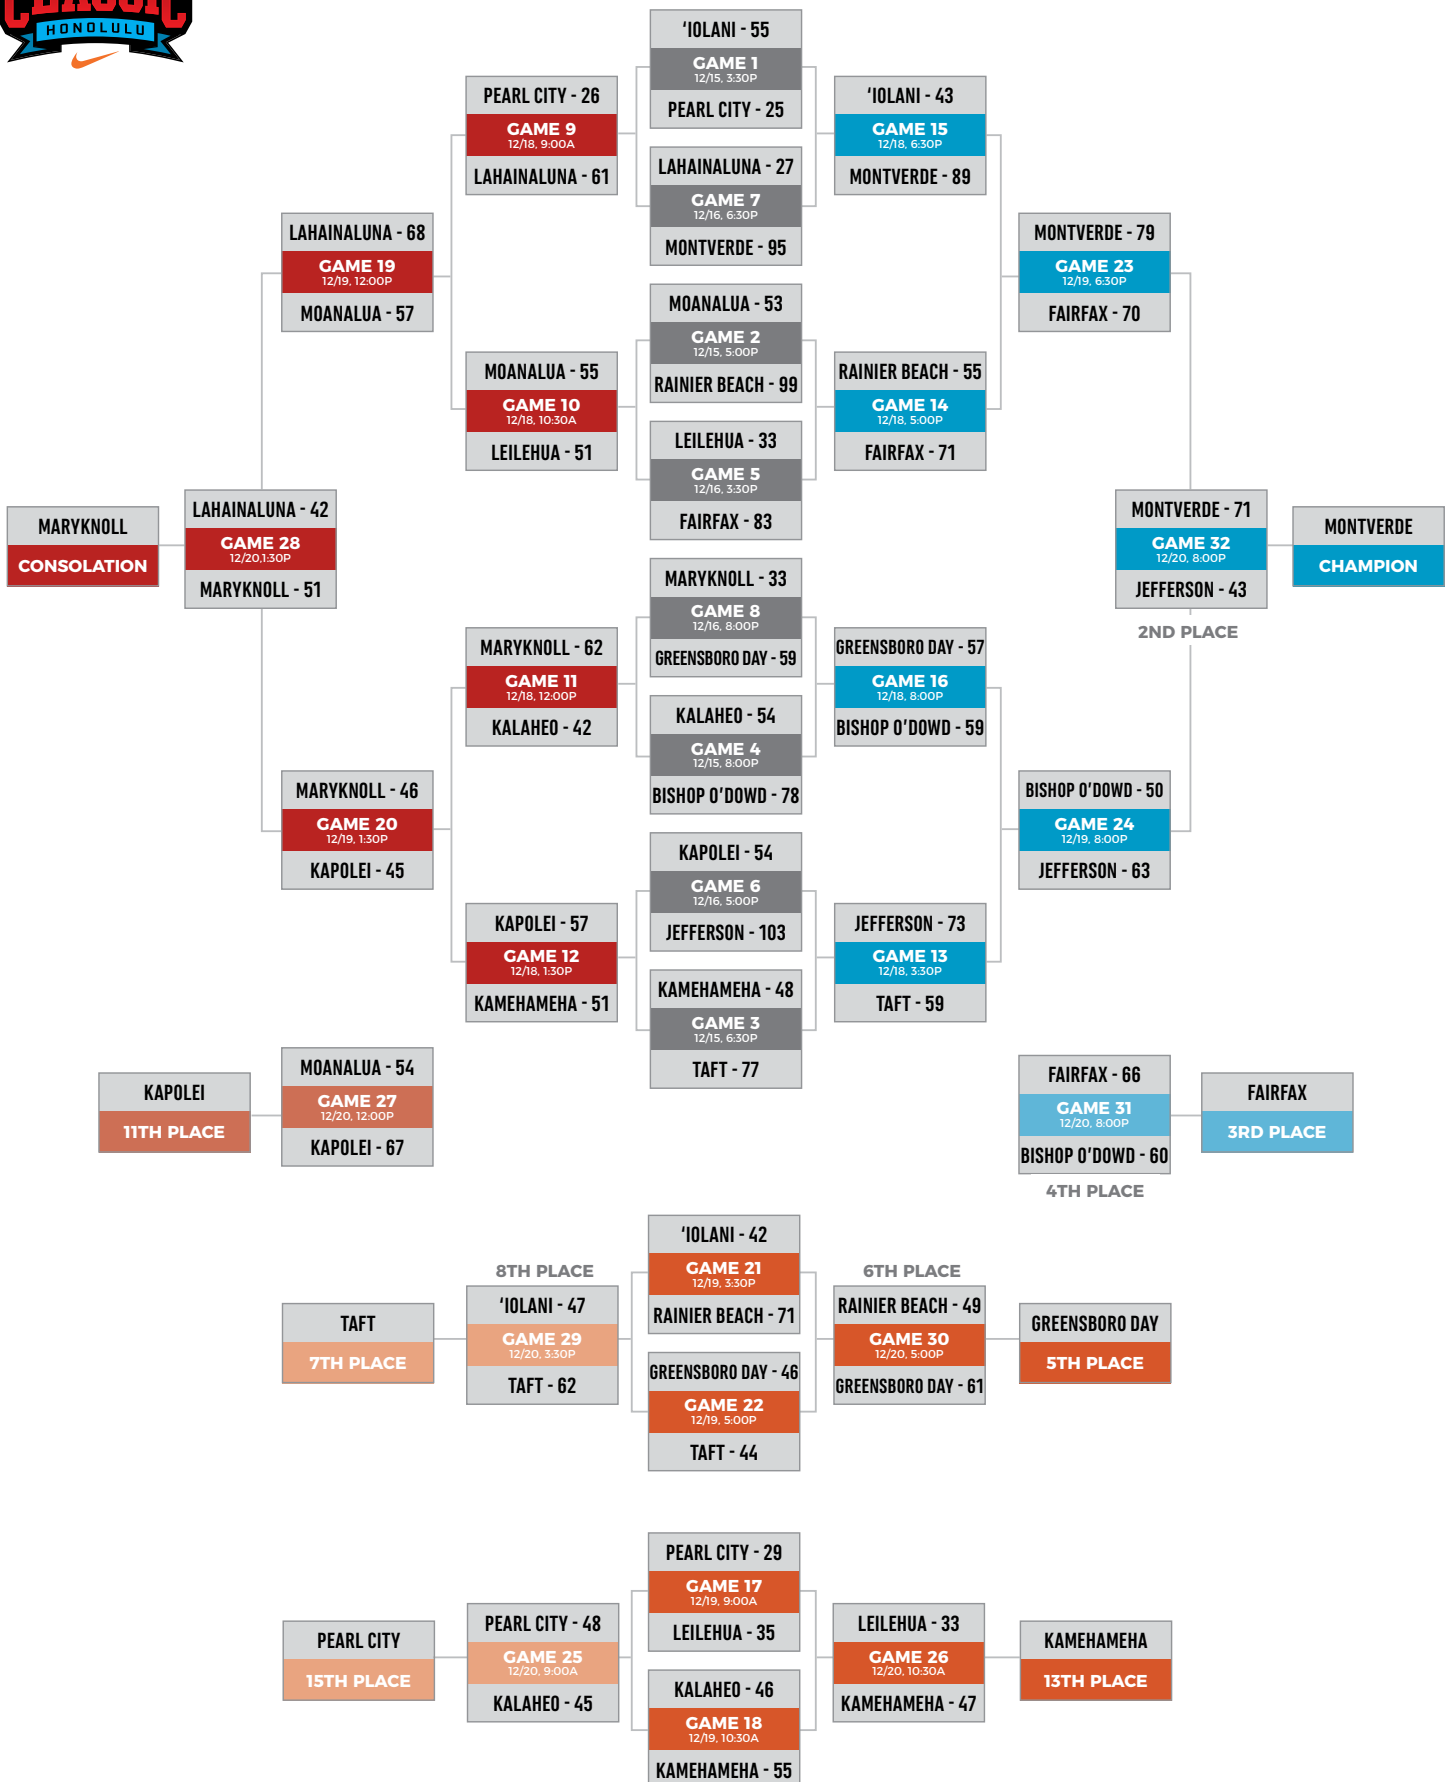 CLASSIC
HONOLULU
'IOLANI - 55
GAME 1
12/15, 3:30P
PEARL CITY - 25
LAHAINALUNA - 27
GAME 7
12/16, 6:30P
MONTVERDE - 95
MOANALUA - 53
GAME 2
12/15, 5:00P
RAINIER BEACH - 99
LEILEHUA - 33
GAME 5
12/16, 3:30P
FAIRFAX - 83
MARYKNOLL - 33
GAME 8
12/16, 8:00P
GREENSBORO DAY - 59
KALAHEO - 54
GAME 4
12/15, 8:00P
BISHOP O'DOWD - 78
KAPOLEI - 54
GAME 6
12/16, 5:00P
JEFFERSON - 103
KAMEHAMEHA - 48
GAME 3
12/15, 6:30P
TAFT - 77
PEARL CITY - 26
GAME 9
12/18, 9:00A
LAHAINALUNA - 61
MOANALUA - 55
GAME 10
12/18, 10:30A
LEILEHUA - 51
MARYKNOLL - 62
GAME 11
12/18, 12:00P
KALAHEO - 42
KAPOLEI - 57
GAME 12
12/18, 1:30P
KAMEHAMEHA - 51
LAHAINALUNA - 68
GAME 19
12/19, 12:00P
MOANALUA - 57
MARYKNOLL - 46
GAME 20
12/19, 1:30P
KAPOLEI - 45
LAHAINALUNA - 42
GAME 28
12/20,1:30P
MARYKNOLL - 51
MARYKNOLL
CONSOLATION
'IOLANI - 43
GAME 15
12/18, 6:30P
MONTVERDE - 89
RAINIER BEACH - 55
GAME 14
12/18, 5:00P
FAIRFAX - 71
GREENSBORO DAY - 57
GAME 16
12/18, 8:00P
BISHOP O'DOWD - 59
JEFFERSON - 73
GAME 13
12/18, 3:30P
TAFT - 59
MONTVERDE - 79
GAME 23
12/19, 6:30P
FAIRFAX - 70
BISHOP O'DOWD - 50
GAME 24
12/19, 8:00P
JEFFERSON - 63
MONTVERDE - 71
GAME 32
12/20, 8:00P
JEFFERSON - 43
2ND PLACE
MONTVERDE
CHAMPION
KAPOLEI
11TH PLACE
MOANALUA - 54
GAME 27
12/20, 12:00P
KAPOLEI - 67
FAIRFAX - 66
GAME 31
12/20, 8:00P
BISHOP O'DOWD - 60
4TH PLACE
FAIRFAX
3RD PLACE
TAFT
7TH PLACE
8TH PLACE
'IOLANI - 47
GAME 29
12/20, 3:30P
TAFT - 62
'IOLANI - 42
GAME 21
12/19, 3:30P
RAINIER BEACH - 71
GREENSBORO DAY - 46
GAME 22
12/19, 5:00P
TAFT - 44
6TH PLACE
RAINIER BEACH - 49
GAME 30
12/20, 5:00P
GREENSBORO DAY - 61
GREENSBORO DAY
5TH PLACE
PEARL CITY
15TH PLACE
PEARL CITY - 48
GAME 25
12/20, 9:00A
KALAHEO - 45
PEARL CITY - 29
GAME 17
12/19, 9:00A
LEILEHUA - 35
KALAHEO - 46
GAME 18
12/19, 10:30A
KAMEHAMEHA - 55
LEILEHUA - 33
GAME 26
12/20, 10:30A
KAMEHAMEHA - 47
KAMEHAMEHA
13TH PLACE